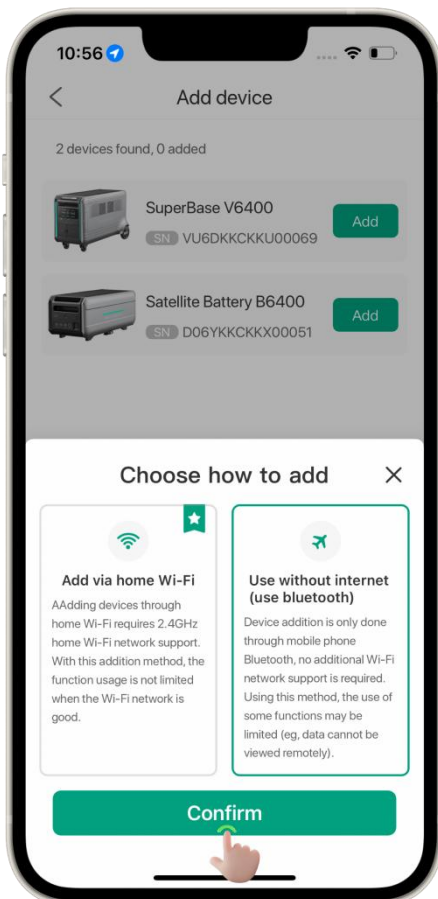 10:56
Add device
2 devices found, 0 added
SuperBase V6400
SN VU6DKKCKKU00069
Add
Satellite Battery B6400
SN D06YKKCKKX00051
Add
Choose how to add
Add via home Wi-Fi
AAdding devices through
home Wi-Fi requires 2.4GHz
home Wi-Fi network support.
With this addition method, the
function usage is not limited
when the Wi-Fi network is
good.
Use without internet
(use bluetooth)
Device addition is only done
through mobile phone
Bluetooth, no additional Wi-Fi
network support is required.
Using this method, the use of
some functions may be
limited (eg, data cannot be
viewed remotely).
Confirm